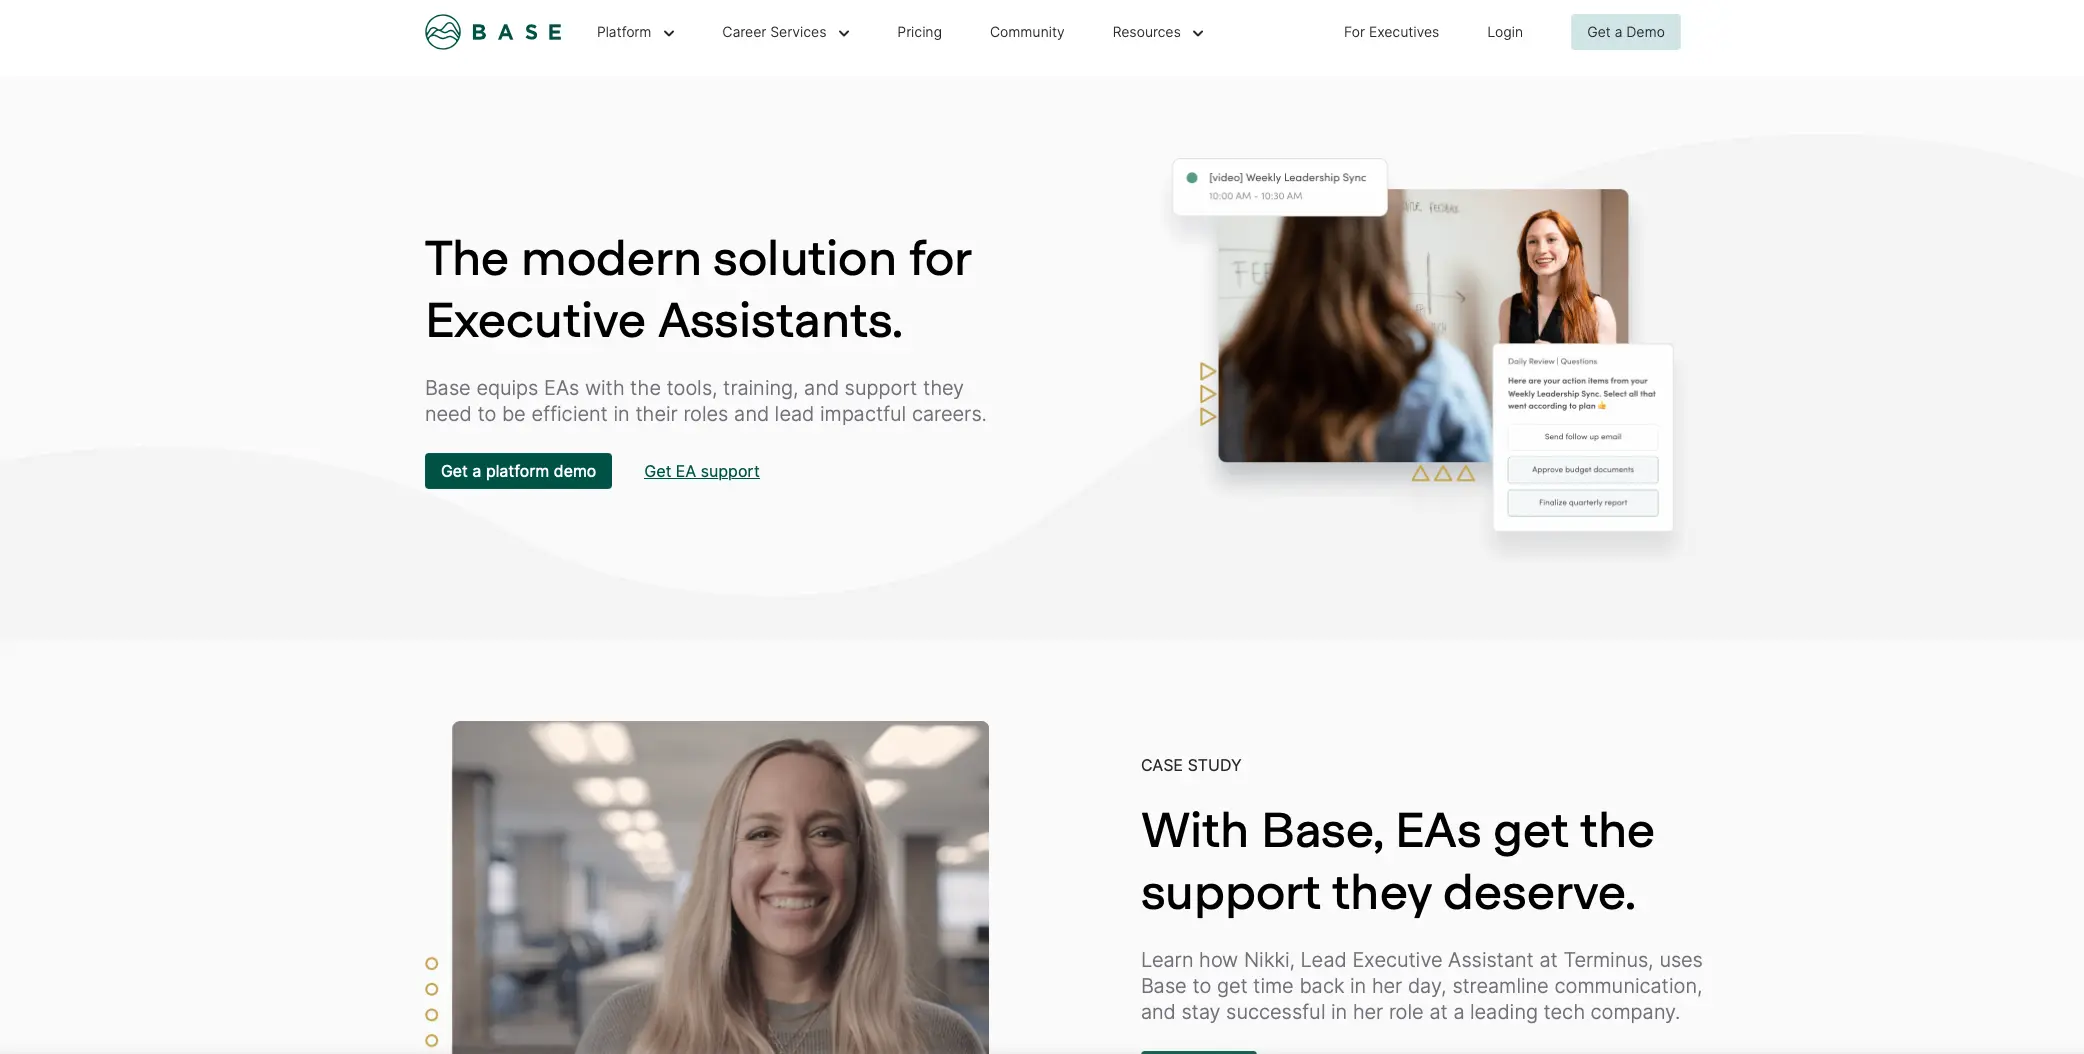 BASE
Platform
Career Services
Pricing
Community
Resources
For Executives
Login
Get a Demo
The modern solution for
Executive Assistants.
Base equips EAs with the tools, training, and support they
need to be efficient in their roles and lead impactful careers.
Get a platform demo
Get EA support
[video] Weekly Leadership Sync
10:00 AM - 10:30 AM
Daily Review | Questions
Here are your action items from your
Weekly Leadership Sync. Select all that
went according to plan 👍
Send follow up email
Approve budget documents
Finalize quarterly report
CASE STUDY
With Base, EAs get the
support they deserve.
Learn how Nikki, Lead Executive Assistant at Terminus, uses
Base to get time back in her day, streamline communication,
and stay successful in her role at a leading tech company.